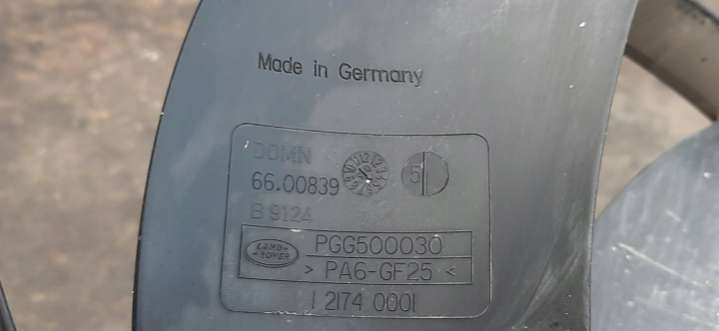 Made in Germany
DOMN
66.00839
5
B 9124
LAND-
-ROVER
PGG500030
> PA6-GF25 <
1 2174 0001